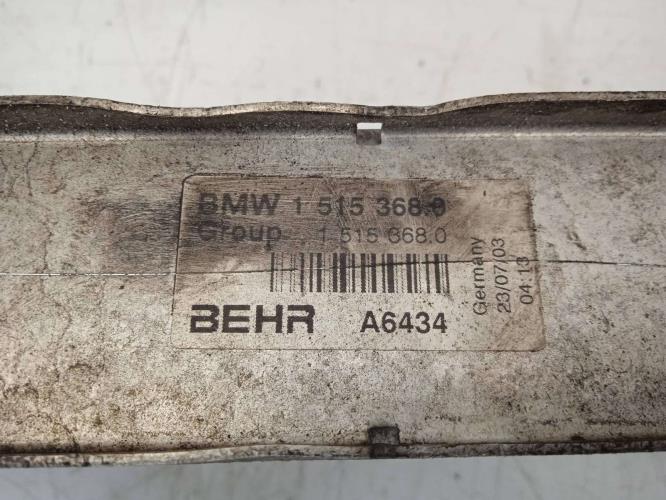 BMW 1 515 368.0
Group 1 515 368.0
BEHR A6434
Germany
23/07/03
04:13